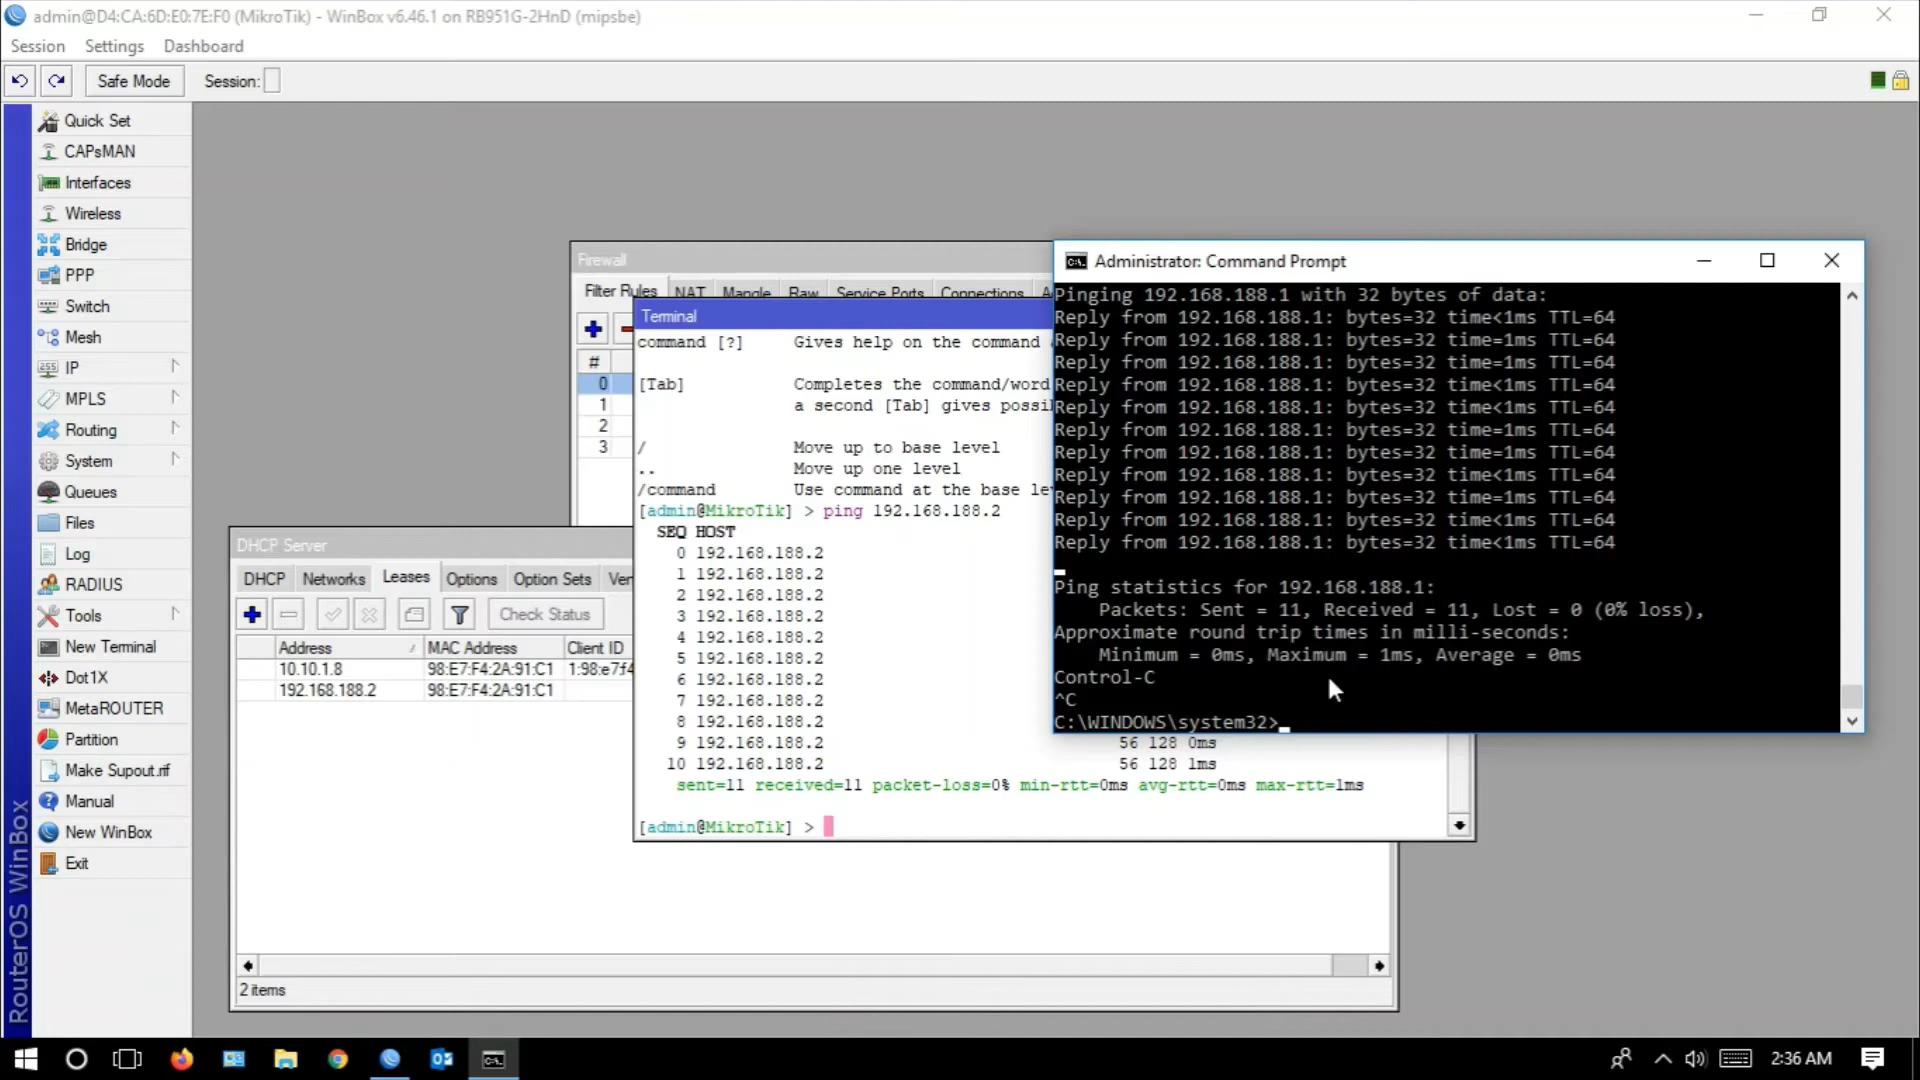 admin@D4:CA:6D:E0:7E:F0 (MikroTik) - WinBox v6.46.1 on RB951G-2HnD (mipsbe)
Session Settings Dashboard
Safe Mode Session:
Quick Set
CAPsMAN
Interfaces
Wireless
Bridge
PPP
Switch
Mesh
IP
MPLS
Routing
System
Queues
Files
Log
RADIUS
Tools
New Terminal
Dot1X
MetaROUTER
Partition
Make Supout.rif
Manual
New WinBox
Exit
RouterOS WinBox
Firewall
Filter Rules NAT Mangle Raw Service Ports Connections
#
0
1
2
3
DHCP Server
DHCP Networks Leases Options Option Sets
Check Status
Address MAC Address Client ID
10.10.1.8 98:E7:F4:2A:91:C1 1:98:e7:f4
192.168.188.2 98:E7:F4:2A:91:C1
2 items
Terminal
command [?] Gives help on the command
[Tab] Completes the command/word
a second [Tab] gives possi
/ Move up to base level
.. Move up one level
/command Use command at the base le
[admin@MikroTik] > ping 192.168.188.2
SEQ HOST
0 192.168.188.2
1 192.168.188.2
2 192.168.188.2
3 192.168.188.2
4 192.168.188.2
5 192.168.188.2
6 192.168.188.2
7 192.168.188.2
8 192.168.188.2
9 192.168.188.2 56 128 0ms
10 192.168.188.2 56 128 1ms
sent=11 received=11 packet-loss=0% min-rtt=0ms avg-rtt=0ms max-rtt=1ms
[admin@MikroTik] >
Administrator: Command Prompt
Pinging 192.168.188.1 with 32 bytes of data:
Reply from 192.168.188.1: bytes=32 time<1ms TTL=64
Reply from 192.168.188.1: bytes=32 time<1ms TTL=64
Reply from 192.168.188.1: bytes=32 time<1ms TTL=64
Reply from 192.168.188.1: bytes=32 time<1ms TTL=64
Reply from 192.168.188.1: bytes=32 time<1ms TTL=64
Reply from 192.168.188.1: bytes=32 time=1ms TTL=64
Reply from 192.168.188.1: bytes=32 time=1ms TTL=64
Reply from 192.168.188.1: bytes=32 time<1ms TTL=64
Reply from 192.168.188.1: bytes=32 time=1ms TTL=64
Reply from 192.168.188.1: bytes=32 time<1ms TTL=64
Reply from 192.168.188.1: bytes=32 time<1ms TTL=64
Ping statistics for 192.168.188.1:
Packets: Sent = 11, Received = 11, Lost = 0 (0% loss),
Approximate round trip times in milli-seconds:
Minimum = 0ms, Maximum = 1ms, Average = 0ms
Control-C
^C
C:\WINDOWS\system32>
2:36 AM